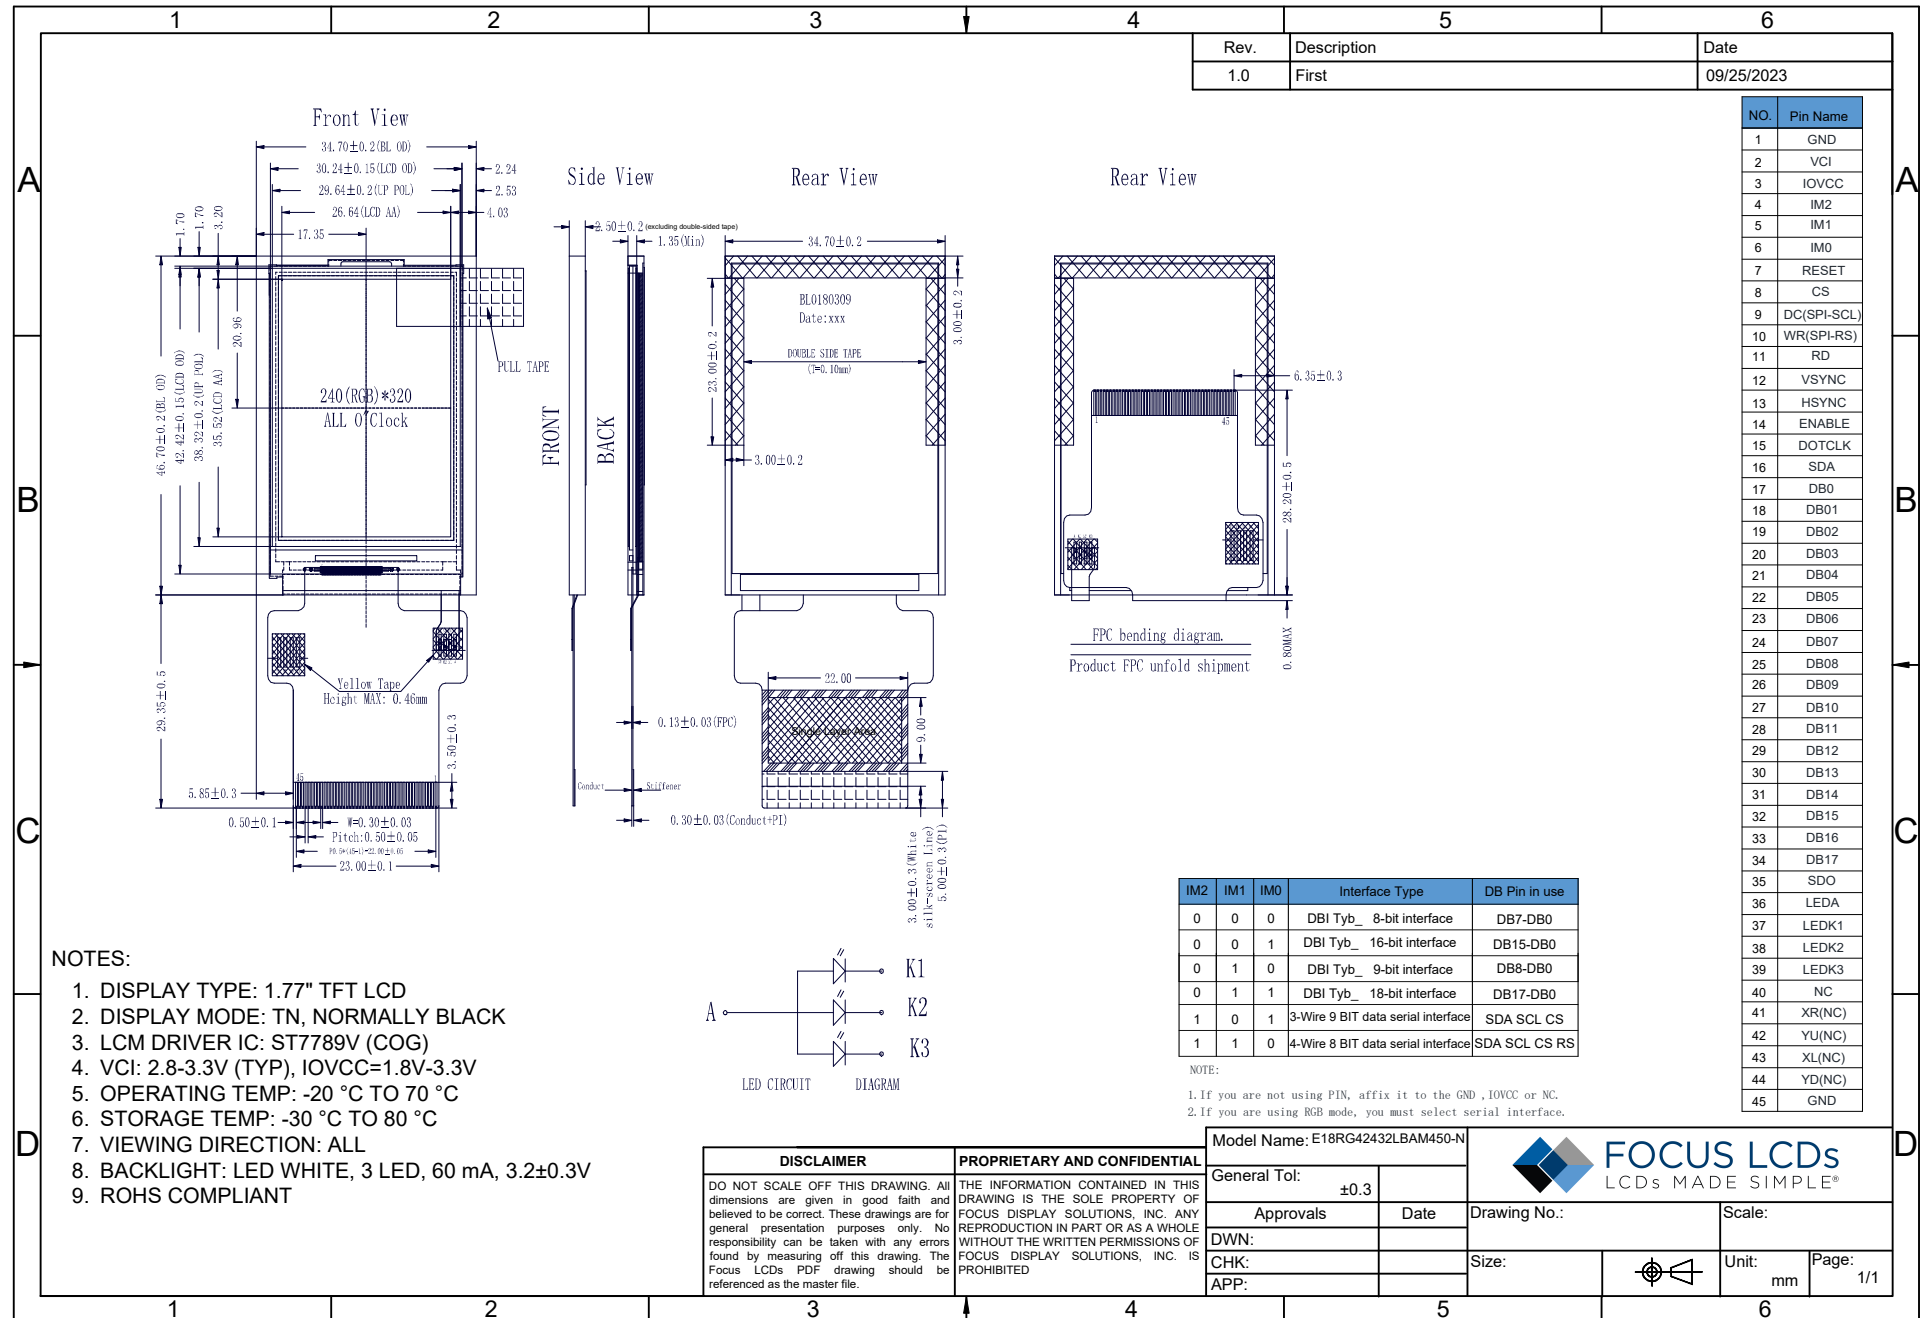 1 2 3 4 5 6
Rev. Description Date
1.0 First 09/25/2023
A
B
C
D
A
B
C
D
Front View
34.70±0.2(BL OD)
30.24±0.15(LCD OD)
2.24
29.64±0.2(UP POL)
2.53
26.64(LCD AA)
4.03
17.35
1.70
1.70
3.20
46.70±0.2(BL OD)
42.42±0.15(LCD OD)
38.32±0.2(UP POL)
35.52(LCD AA)
20.96
240(RGB)*320
ALL O'Clock
PULL TAPE
Yellow Tape
Height MAX: 0.46mm
29.35±0.5
3.50±0.3
45
1
5.85±0.3
0.50±0.1
W=0.30±0.03
Pitch:0.50±0.05
P0.5*(45-1)=22.00±0.05
23.00±0.1
Side View
2.50±0.2(excluding double-sided tape)
1.35(Min)
FRONT
BACK
0.13±0.03(FPC)
Conduct
Stiffener
0.30±0.03(Conduct+PI)
Rear View
34.70±0.2
BL0180309
Date:xxx
DOUBLE SIDE TAPE
(T=0.10mm)
23.00±0.2
3.00±0.2
3.00±0.2
22.00
Single Layer Area
9.00
3.00±0.3(White
silk-screen Line)
5.00±0.3(PI)
Rear View
6.35±0.3
1
45
28.20±0.5
0.80MAX
FPC bending diagram.
Product FPC unfold shipment
NO. Pin Name
1 GND
2 VCI
3 IOVCC
4 IM2
5 IM1
6 IM0
7 RESET
8 CS
9 DC(SPI-SCL)
10 WR(SPI-RS)
11 RD
12 VSYNC
13 HSYNC
14 ENABLE
15 DOTCLK
16 SDA
17 DB0
18 DB01
19 DB02
20 DB03
21 DB04
22 DB05
23 DB06
24 DB07
25 DB08
26 DB09
27 DB10
28 DB11
29 DB12
30 DB13
31 DB14
32 DB15
33 DB16
34 DB17
35 SDO
36 LEDA
37 LEDK1
38 LEDK2
39 LEDK3
40 NC
41 XR(NC)
42 YU(NC)
43 XL(NC)
44 YD(NC)
45 GND
IM2 IM1 IM0 Interface Type DB Pin in use
0 0 0 DBI Tyb_ 8-bit interface DB7-DB0
0 0 1 DBI Tyb_ 16-bit interface DB15-DB0
0 1 0 DBI Tyb_ 9-bit interface DB8-DB0
0 1 1 DBI Tyb_ 18-bit interface DB17-DB0
1 0 1 3-Wire 9 BIT data serial interface SDA SCL CS
1 1 0 4-Wire 8 BIT data serial interface SDA SCL CS RS
NOTE:
1.If you are not using PIN, affix it to the GND ,IOVCC or NC.
2.If you are using RGB mode, you must select serial interface.
A
K1
K2
K3
LED CIRCUIT DIAGRAM
NOTES:
1. DISPLAY TYPE: 1.77" TFT LCD
2. DISPLAY MODE: TN, NORMALLY BLACK
3. LCM DRIVER IC: ST7789V (COG)
4. VCI: 2.8-3.3V (TYP), IOVCC=1.8V-3.3V
5. OPERATING TEMP: -20 °C TO 70 °C
6. STORAGE TEMP: -30 °C TO 80 °C
7. VIEWING DIRECTION: ALL
8. BACKLIGHT: LED WHITE, 3 LED, 60 mA, 3.2±0.3V
9. ROHS COMPLIANT
DISCLAIMER
DO NOT SCALE OFF THIS DRAWING. All
dimensions are given in good faith and
believed to be correct. These drawings are for
general presentation purposes only. No
responsibility can be taken with any errors
found by measuring off this drawing. The
Focus LCDs PDF drawing should be
referenced as the master file.
PROPRIETARY AND CONFIDENTIAL
THE INFORMATION CONTAINED IN THIS
DRAWING IS THE SOLE PROPERTY OF
FOCUS DISPLAY SOLUTIONS, INC. ANY
REPRODUCTION IN PART OR AS A WHOLE
WITHOUT THE WRITTEN PERMISSIONS OF
FOCUS DISPLAY SOLUTIONS, INC. IS
PROHIBITED
Model Name: E18RG42432LBAM450-N
General Tol:
±0.3
Approvals Date
DWN:
CHK:
APP:
FOCUS LCDs
LCDs MADE SIMPLE®
Drawing No.: Scale:
Size: Unit: mm Page: 1/1
1 2 3 4 5 6